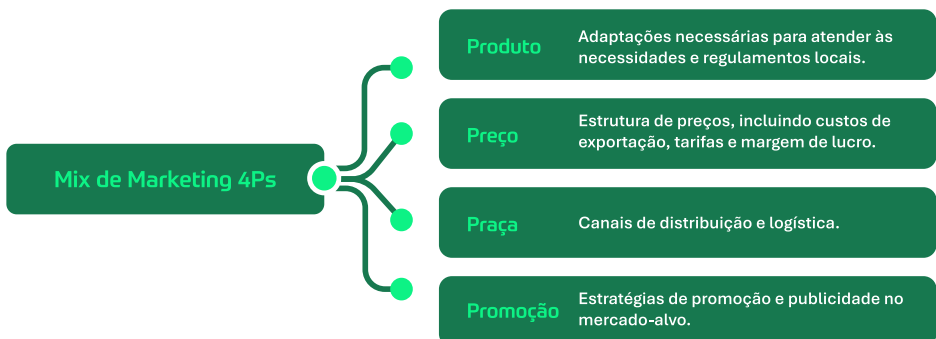 Mix de Marketing 4Ps
Produto
Adaptações necessárias para atender às
necessidades e regulamentos locais.
Preço
Estrutura de preços, incluindo custos de
exportação, tarifas e margem de lucro.
Praça
Canais de distribuição e logística.
Promoção
Estratégias de promoção e publicidade no
mercado-alvo.